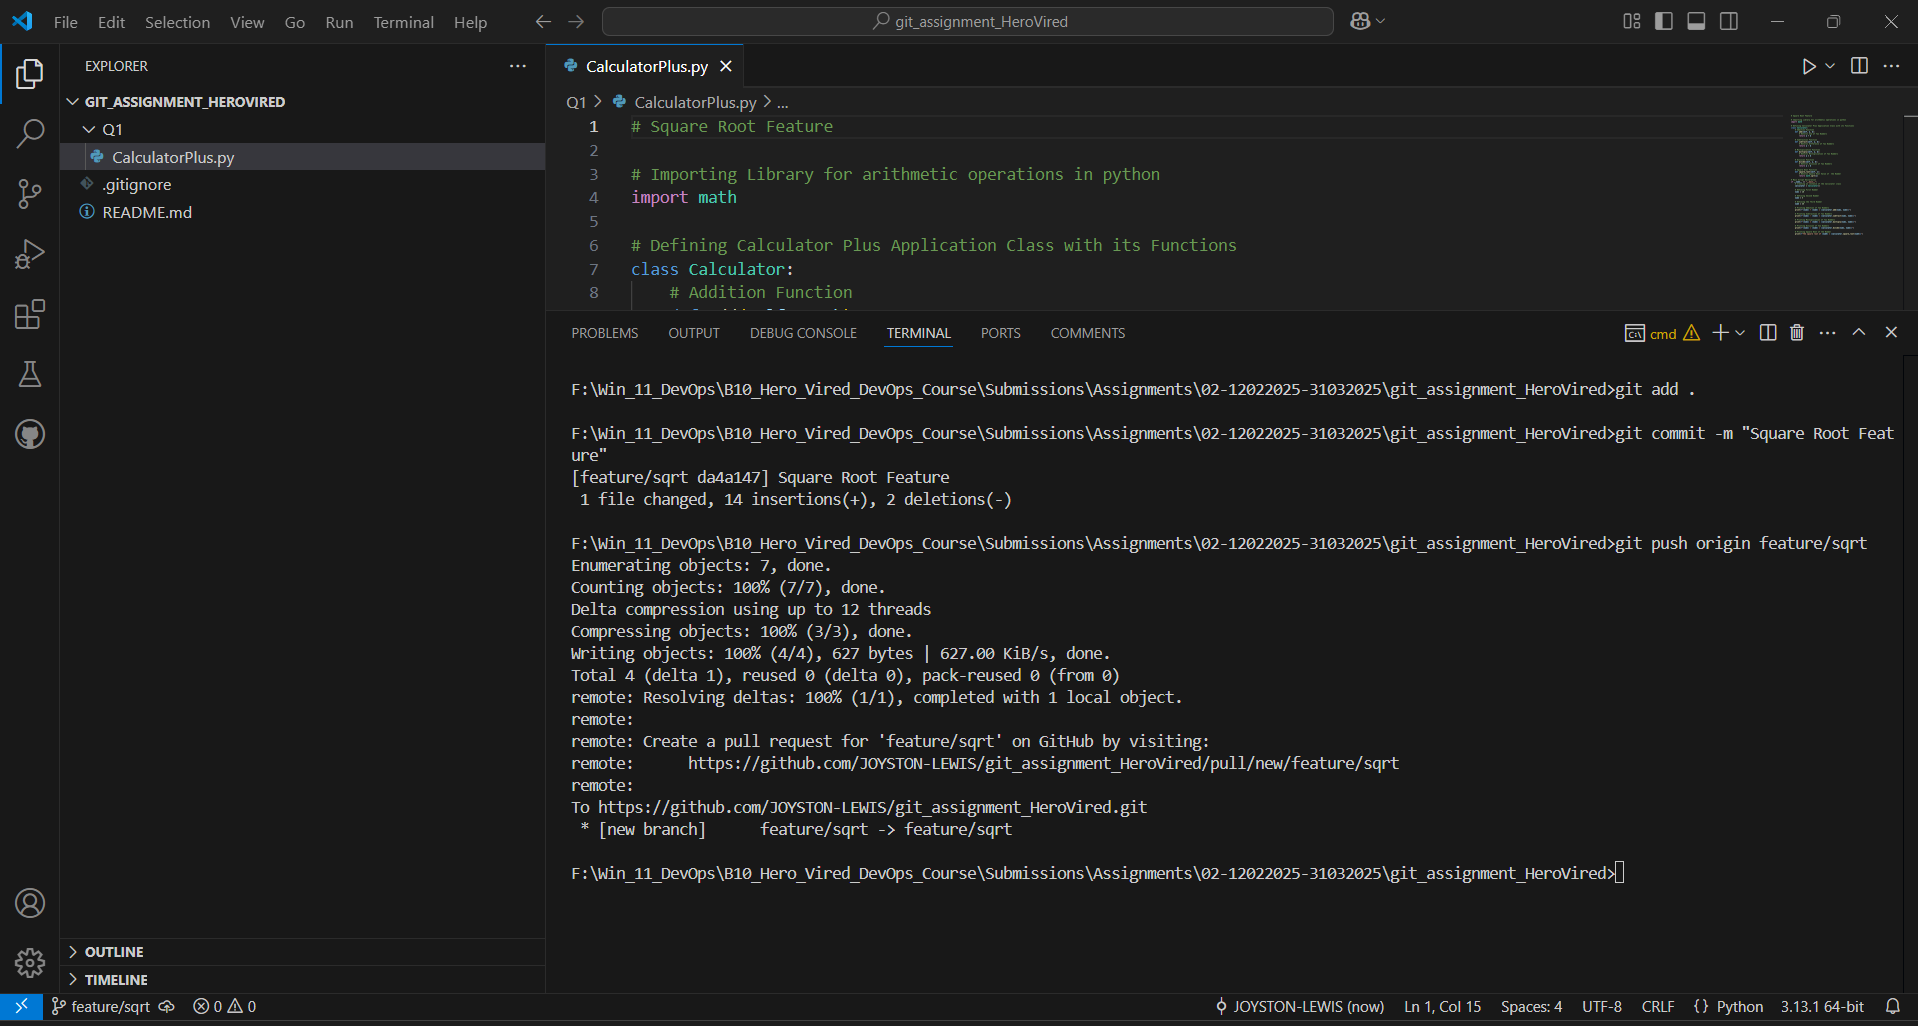 File Edit Selection View Go Run Terminal Help
git_assignment_HeroVired
EXPLORER
GIT_ASSIGNMENT_HEROVIRED
Q1
CalculatorPlus.py
.gitignore
README.md
OUTLINE
TIMELINE
CalculatorPlus.py
Q1 > CalculatorPlus.py > ...
1 # Square Root Feature
2
3 # Importing Library for arithmetic operations in python
4 import math
5
6 # Defining Calculator Plus Application Class with its Functions
7 class Calculator:
8 # Addition Function
PROBLEMS OUTPUT DEBUG CONSOLE TERMINAL PORTS COMMENTS
cmd
F:\Win_11_DevOps\B10_Hero_Vired_DevOps_Course\Submissions\Assignments\02-12022025-31032025\git_assignment_HeroVired>git add .
F:\Win_11_DevOps\B10_Hero_Vired_DevOps_Course\Submissions\Assignments\02-12022025-31032025\git_assignment_HeroVired>git commit -m "Square Root Feat
ure"
[feature/sqrt da4a147] Square Root Feature
1 file changed, 14 insertions(+), 2 deletions(-)
F:\Win_11_DevOps\B10_Hero_Vired_DevOps_Course\Submissions\Assignments\02-12022025-31032025\git_assignment_HeroVired>git push origin feature/sqrt
Enumerating objects: 7, done.
Counting objects: 100% (7/7), done.
Delta compression using up to 12 threads
Compressing objects: 100% (3/3), done.
Writing objects: 100% (4/4), 627 bytes | 627.00 KiB/s, done.
Total 4 (delta 1), reused 0 (delta 0), pack-reused 0 (from 0)
remote: Resolving deltas: 100% (1/1), completed with 1 local object.
remote:
remote: Create a pull request for 'feature/sqrt' on GitHub by visiting:
remote: https://github.com/JOYSTON-LEWIS/git_assignment_HeroVired/pull/new/feature/sqrt
remote:
To https://github.com/JOYSTON-LEWIS/git_assignment_HeroVired.git
* [new branch] feature/sqrt -> feature/sqrt
F:\Win_11_DevOps\B10_Hero_Vired_DevOps_Course\Submissions\Assignments\02-12022025-31032025\git_assignment_HeroVired>
feature/sqrt 0 0 JOYSTON-LEWIS (now) Ln 1, Col 15 Spaces: 4 UTF-8 CRLF {} Python 3.13.1 64-bit